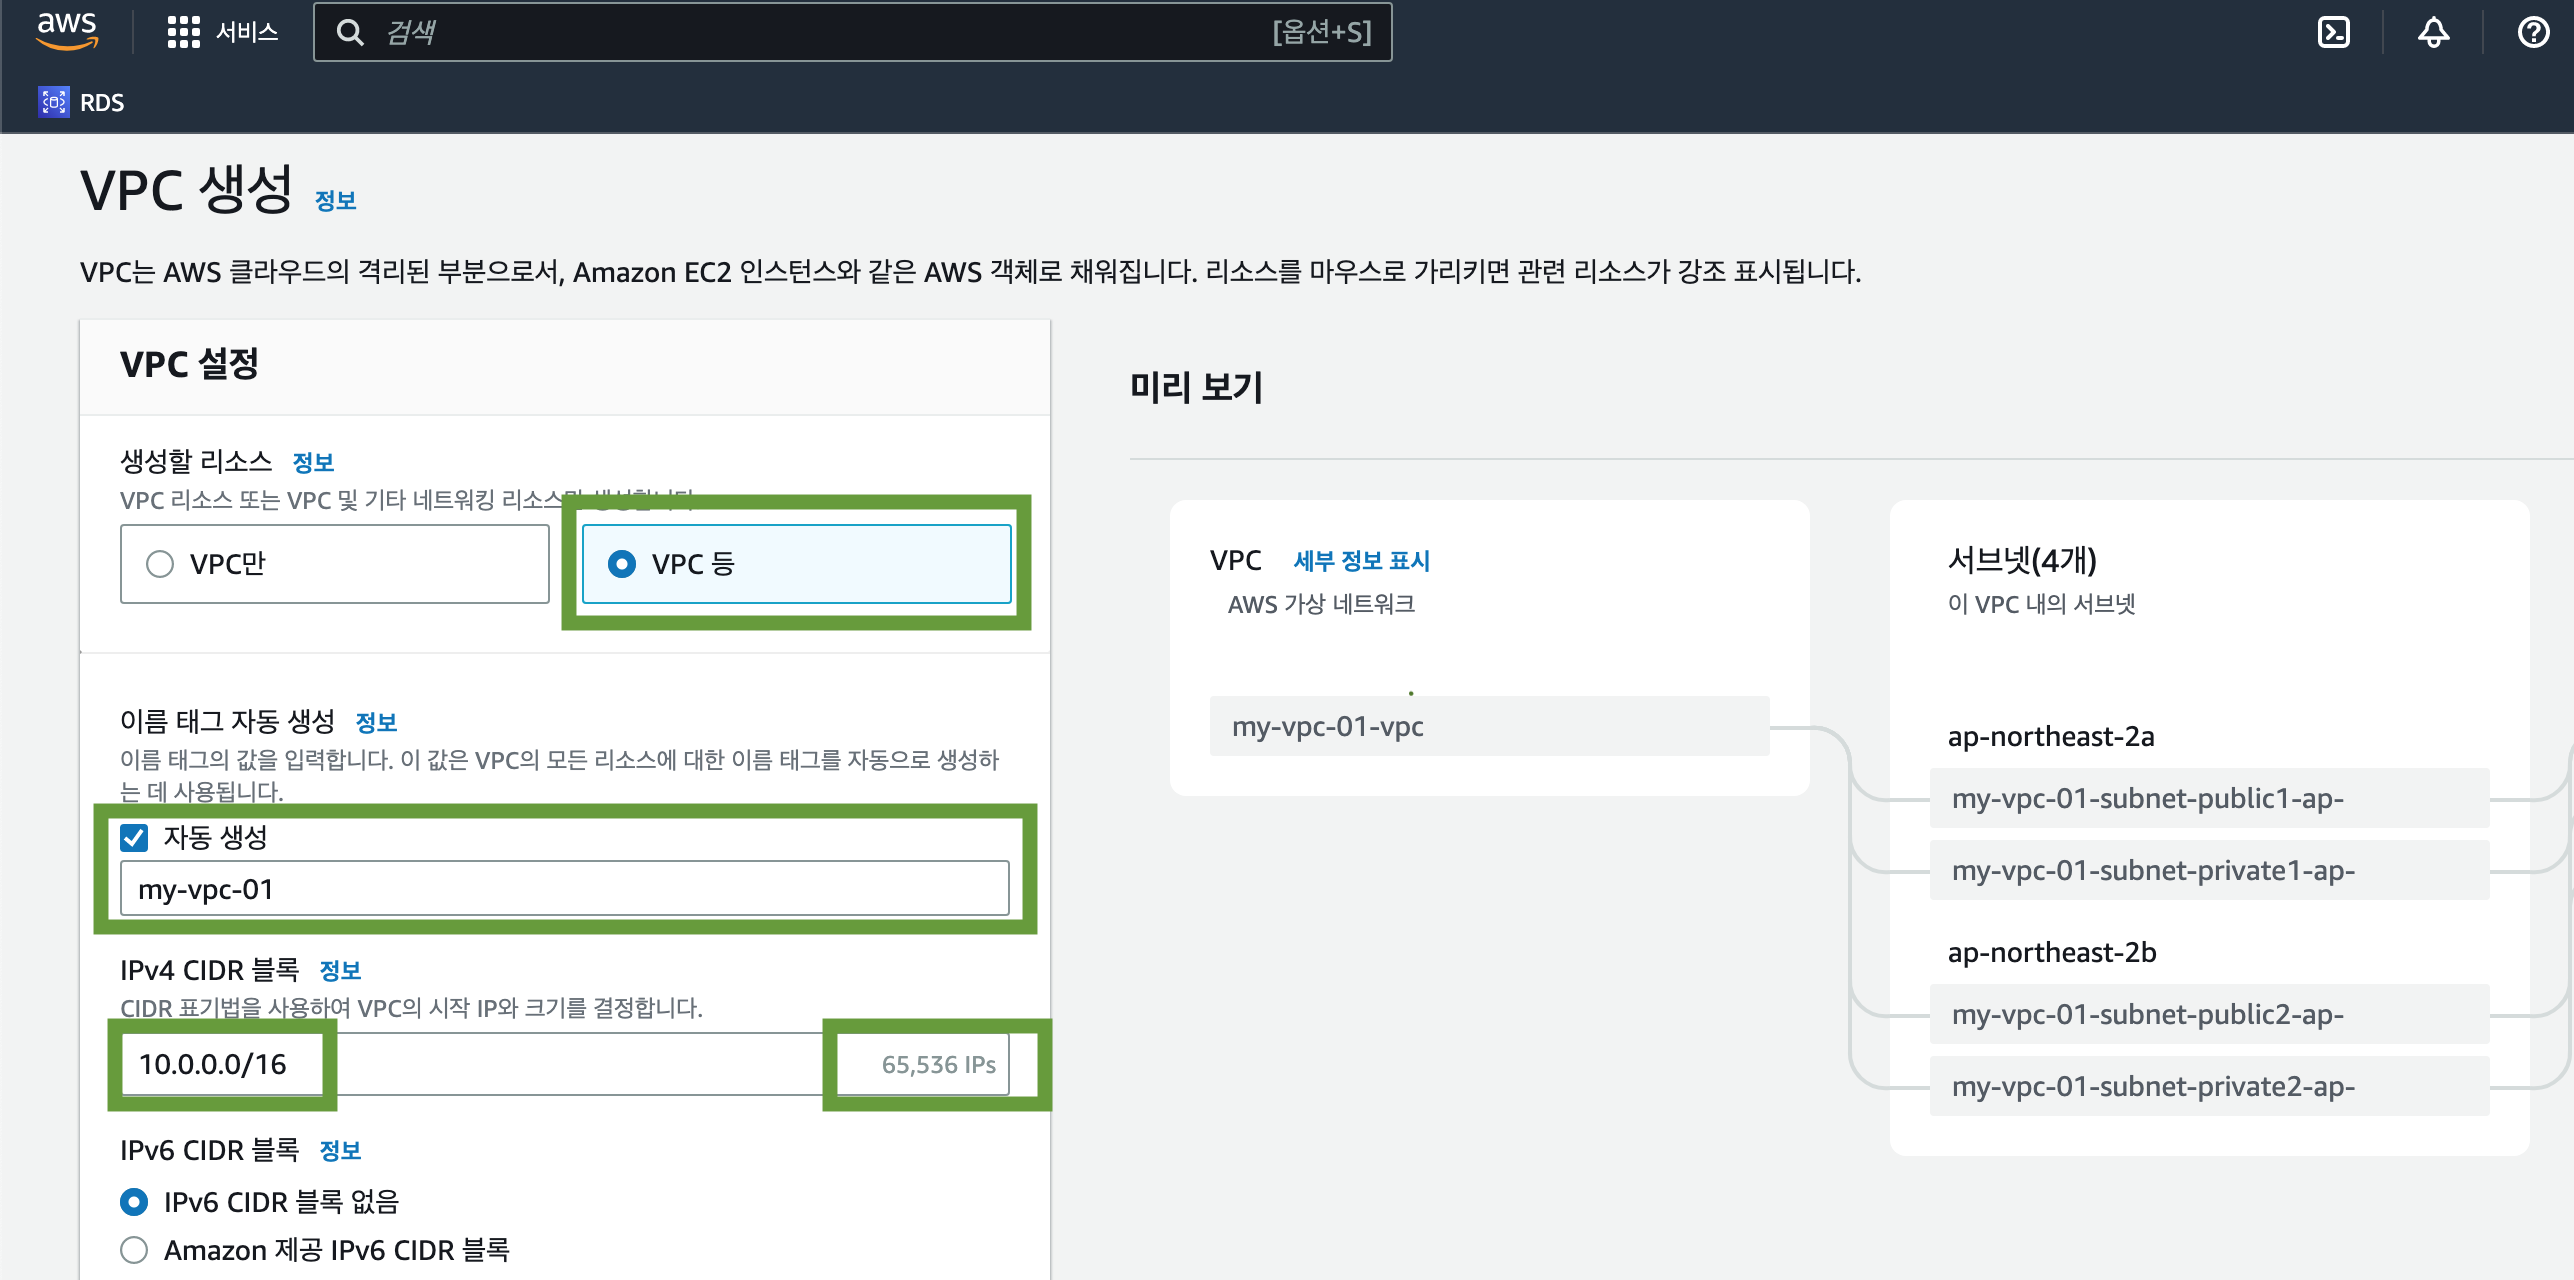 aws
서비스
검색
[옵션+S]
RDS
VPC 생성 정보
VPC는 AWS 클라우드의 격리된 부분으로서, Amazon EC2 인스턴스와 같은 AWS 객체로 채워집니다. 리소스를 마우스로 가리키면 관련 리소스가 강조 표시됩니다.
VPC 설정
생성할 리소스 정보
VPC 리소스 또는 VPC 및 기타 네트워킹 리소스만 생성합니다
VPC만
VPC 등
이름 태그 자동 생성 정보
이름 태그의 값을 입력합니다. 이 값은 VPC의 모든 리소스에 대한 이름 태그를 자동으로 생성하
는 데 사용됩니다.
자동 생성
my-vpc-01
IPv4 CIDR 블록 정보
CIDR 표기법을 사용하여 VPC의 시작 IP와 크기를 결정합니다.
10.0.0.0/16
65,536 IPs
IPv6 CIDR 블록 정보
IPv6 CIDR 블록 없음
Amazon 제공 IPv6 CIDR 블록
미리 보기
VPC 세부 정보 표시
AWS 가상 네트워크
my-vpc-01-vpc
서브넷(4개)
이 VPC 내의 서브넷
ap-northeast-2a
my-vpc-01-subnet-public1-ap-
my-vpc-01-subnet-private1-ap-
ap-northeast-2b
my-vpc-01-subnet-public2-ap-
my-vpc-01-subnet-private2-ap-